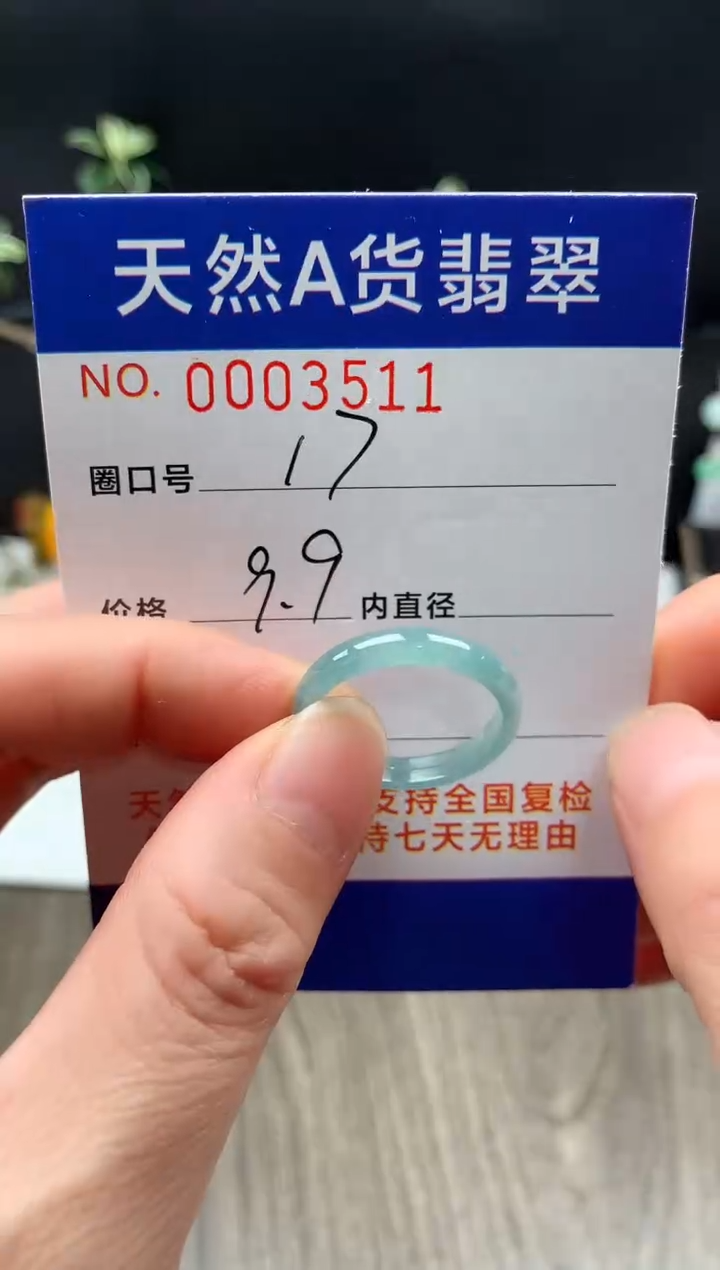 天然A货翡翠
NO. 0003511
圈口号 17
价格 9.9 内直径
天 支持全国复检
持七天无理由